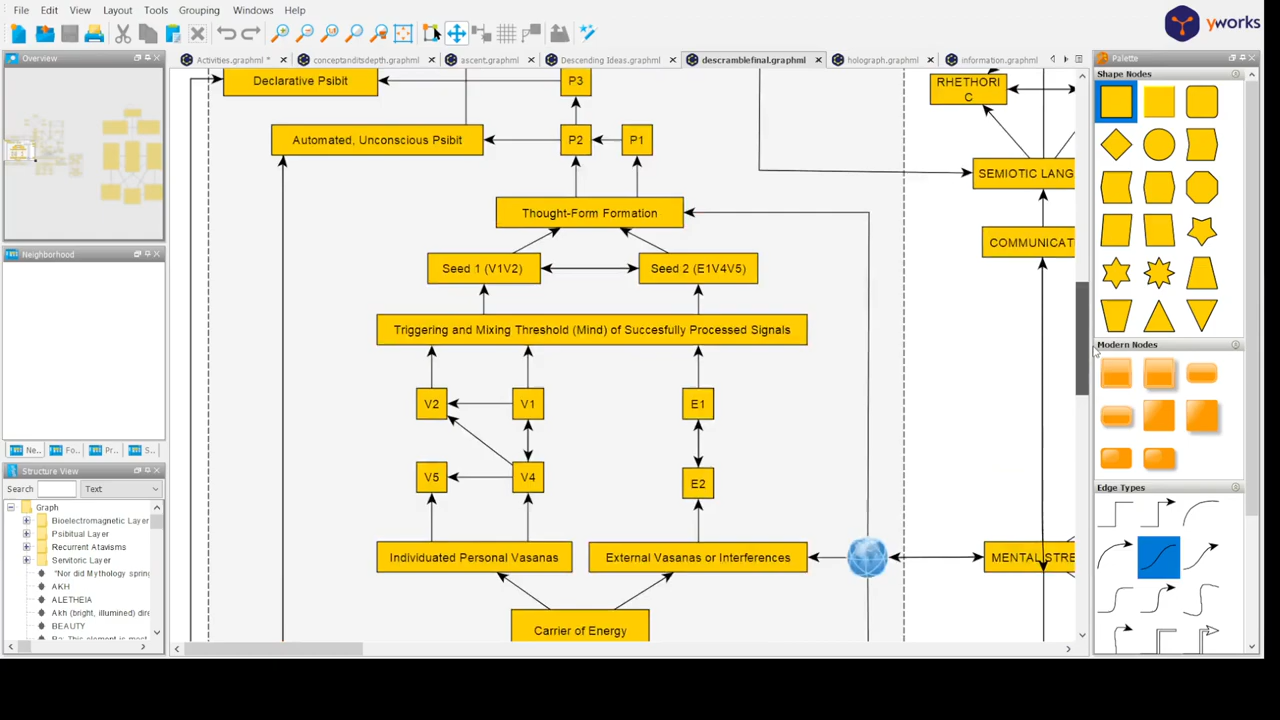 File Edit View Layout Tools Grouping Windows Help
yworks
Overview
Activities.graphml *
conceptanditsdepth.graphml
ascent.graphml
Descending Ideas.graphml
descramblefinal.graphml
holograph.graphml
information.graphml
Palette
Shape Nodes
Declarative Psibit
P3
RHETHORI
C
Automated, Unconscious Psibit
P2
P1
SEMIOTIC LANG
Thought-Form Formation
COMMUNICAT
Neighborhood
Seed 1 (V1V2)
Seed 2 (E1V4V5)
Triggering and Mixing Threshold (Mind) of Succesfully Processed Signals
Modern Nodes
V2
V1
E1
Ne...
Fo...
Pr...
S...
V5
V4
E2
Structure View
Search
Text
Edge Types
Graph
Bioelectromagnetic Layer
Psibitual Layer
Recurrent Atavisms
Servitoric Layer
"Nor did Mythology spring
AKH
ALETHEIA
Akh (bright, illumined) dire
BEAUTY
Individuated Personal Vasanas
External Vasanas or Interferences
MENTAL STRE
Carrier of Energy